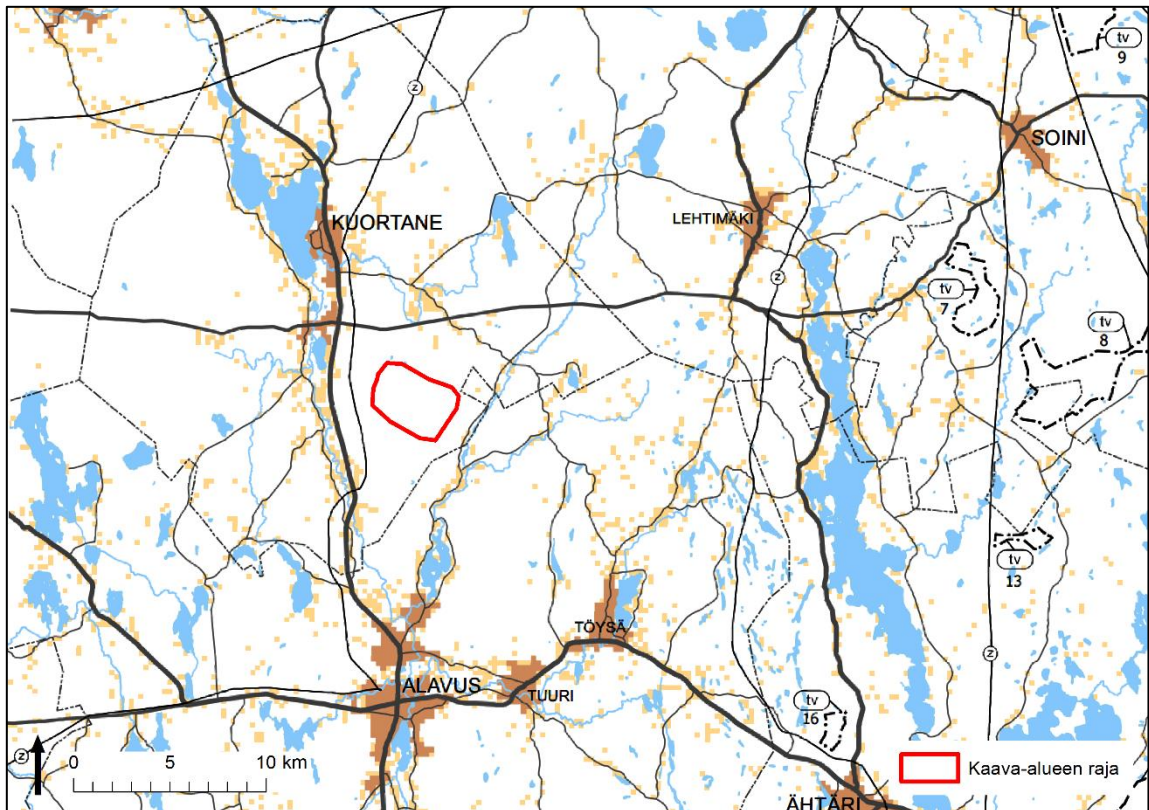 tv
9
SOINI
z
KUORTANE
LEHTIMÄKI
z
tv
7
tv
8
tv
13
TÖYSÄ
z
ALAVUS
TUURI
tv
16
z
0 5 10 km
Kaava-alueen raja
ÄHTÄRI